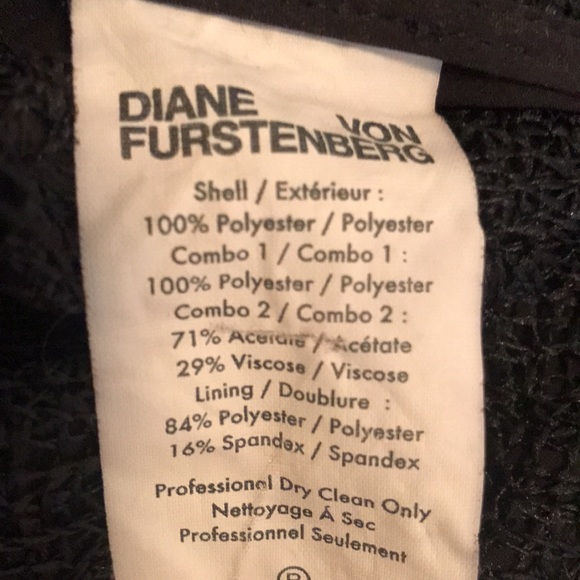 DIANE VON
FURSTENBERG
Shell / Extérieur :
100% Polyester / Polyester
Combo 1 / Combo 1 :
100% Polyester / Polyester
Combo 2 / Combo 2 :
71% Acetate / Acétate
29% Viscose / Viscose
Lining / Doublure :
84% Polyester / Polyester
16% Spandex / Spandex
Professional Dry Clean Only
Nettoyage À Sec
Professionnel Seulement
P